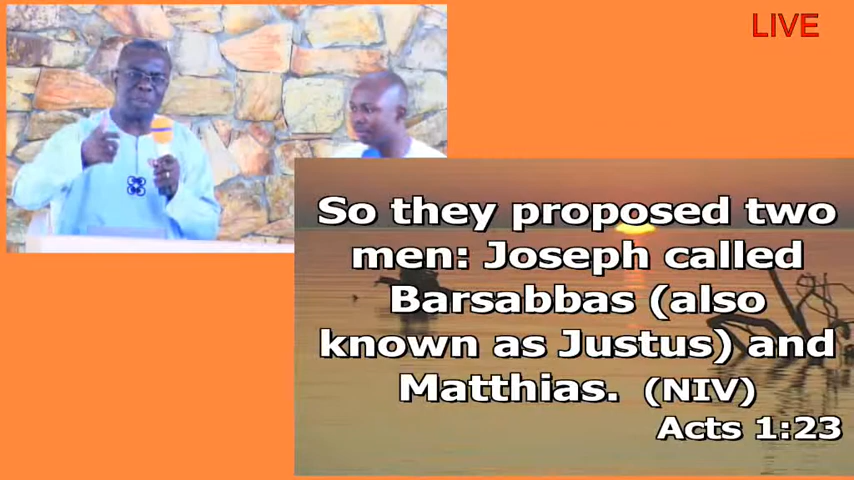 LIVE
So they proposed two
men: Joseph called
Barsabbas (also
known as Justus) and
Matthias. (NIV)
Acts 1:23